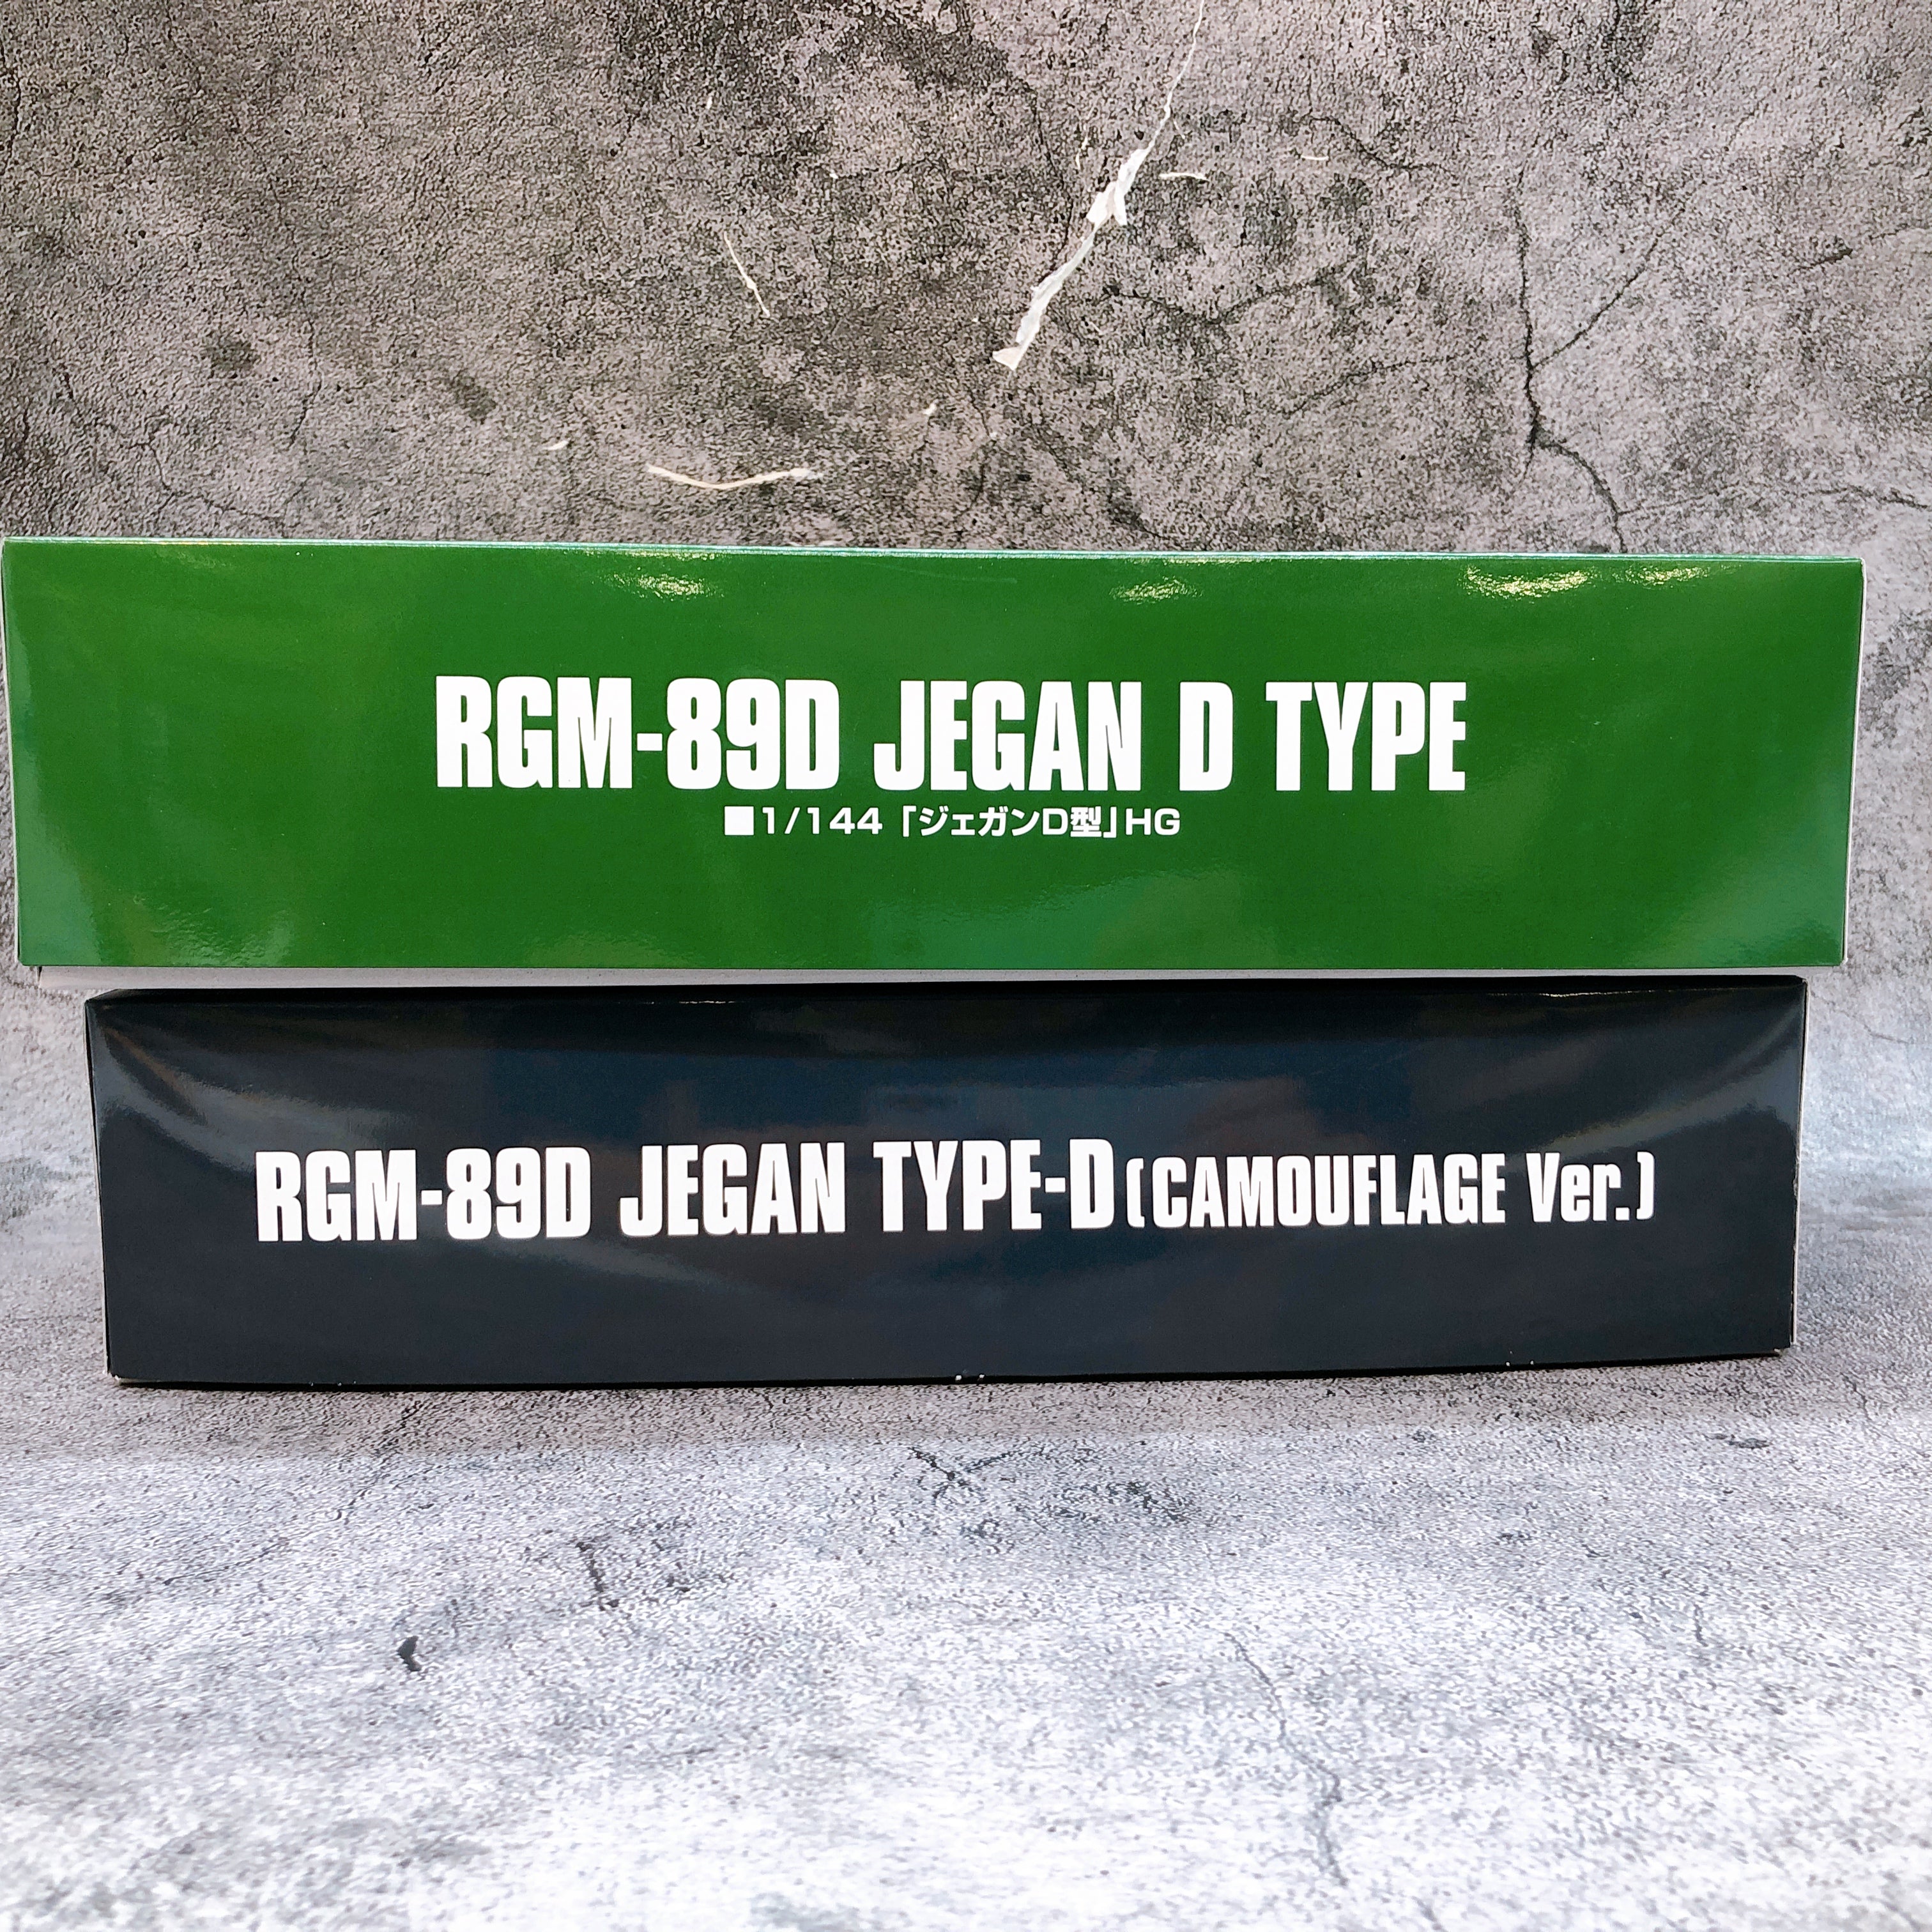 RGM-89D JEGAN D TYPE
■1/144「ジェガンD型」HG
RGM-89D JEGAN TYPE-D (CAMOUFLAGE Ver.)